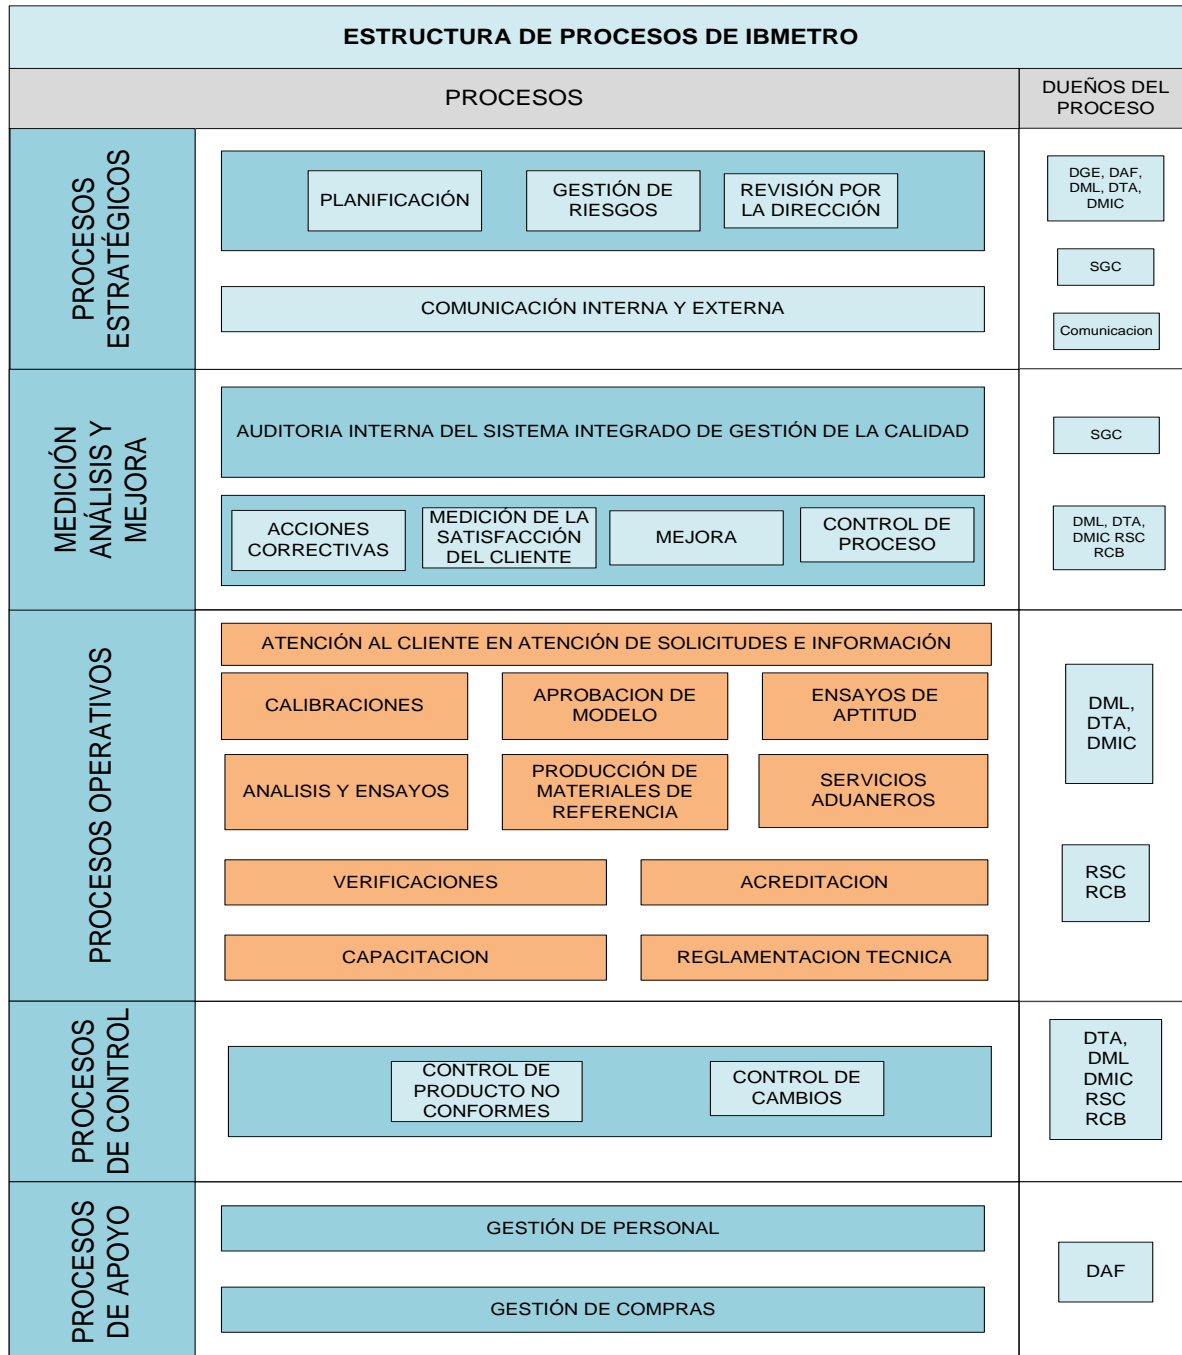 ESTRUCTURA DE PROCESOS DE IBMETRO
PROCESOS
DUEÑOS DEL
PROCESO
PROCESOS
ESTRATÉGICOS
PLANIFICACIÓN
GESTIÓN DE
RIESGOS
REVISIÓN POR
LA DIRECCIÓN
COMUNICACIÓN INTERNA Y EXTERNA
DGE, DAF,
DML, DTA,
DMIC
SGC
Comunicacion
MEDICIÓN
ANÁLISIS Y
MEJORA
AUDITORIA INTERNA DEL SISTEMA INTEGRADO DE GESTIÓN DE LA CALIDAD
ACCIONES
CORRECTIVAS
MEDICIÓN DE LA
SATISFACCIÓN
DEL CLIENTE
MEJORA
CONTROL DE
PROCESO
SGC
DML, DTA,
DMIC RSC
RCB
PROCESOS OPERATIVOS
ATENCIÓN AL CLIENTE EN ATENCIÓN DE SOLICITUDES E INFORMACIÓN
CALIBRACIONES
APROBACION DE
MODELO
ENSAYOS DE
APTITUD
ANALISIS Y ENSAYOS
PRODUCCIÓN DE
MATERIALES DE
REFERENCIA
SERVICIOS
ADUANEROS
VERIFICACIONES
ACREDITACION
CAPACITACION
REGLAMENTACION TECNICA
DML,
DTA,
DMIC
RSC
RCB
PROCESOS
DE CONTROL
CONTROL DE
PRODUCTO NO
CONFORMES
CONTROL DE
CAMBIOS
DTA,
DML
DMIC
RSC
RCB
PROCESOS
DE APOYO
GESTIÓN DE PERSONAL
GESTIÓN DE COMPRAS
DAF